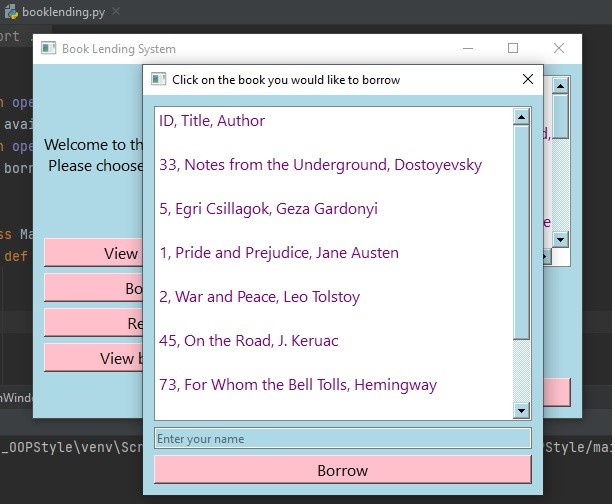 booklending.py
ort .
Book Lending System
Click on the book you would like to borrow
n ope
avai
n ope
borr
ss Ma
def
Welcome to th
Please choose
View
Bo
Re
View b
ID, Title, Author
33, Notes from the Underground, Dostoyevsky
5, Egri Csillagok, Geza Gardonyi
1, Pride and Prejudice, Jane Austen
2, War and Peace, Leo Tolstoy
45, On the Road, J. Keruac
73, For Whom the Bell Tolls, Hemingway
Enter your name
Borrow
nWindo
_OOPStyle\venv\Scr
PStyle/mai